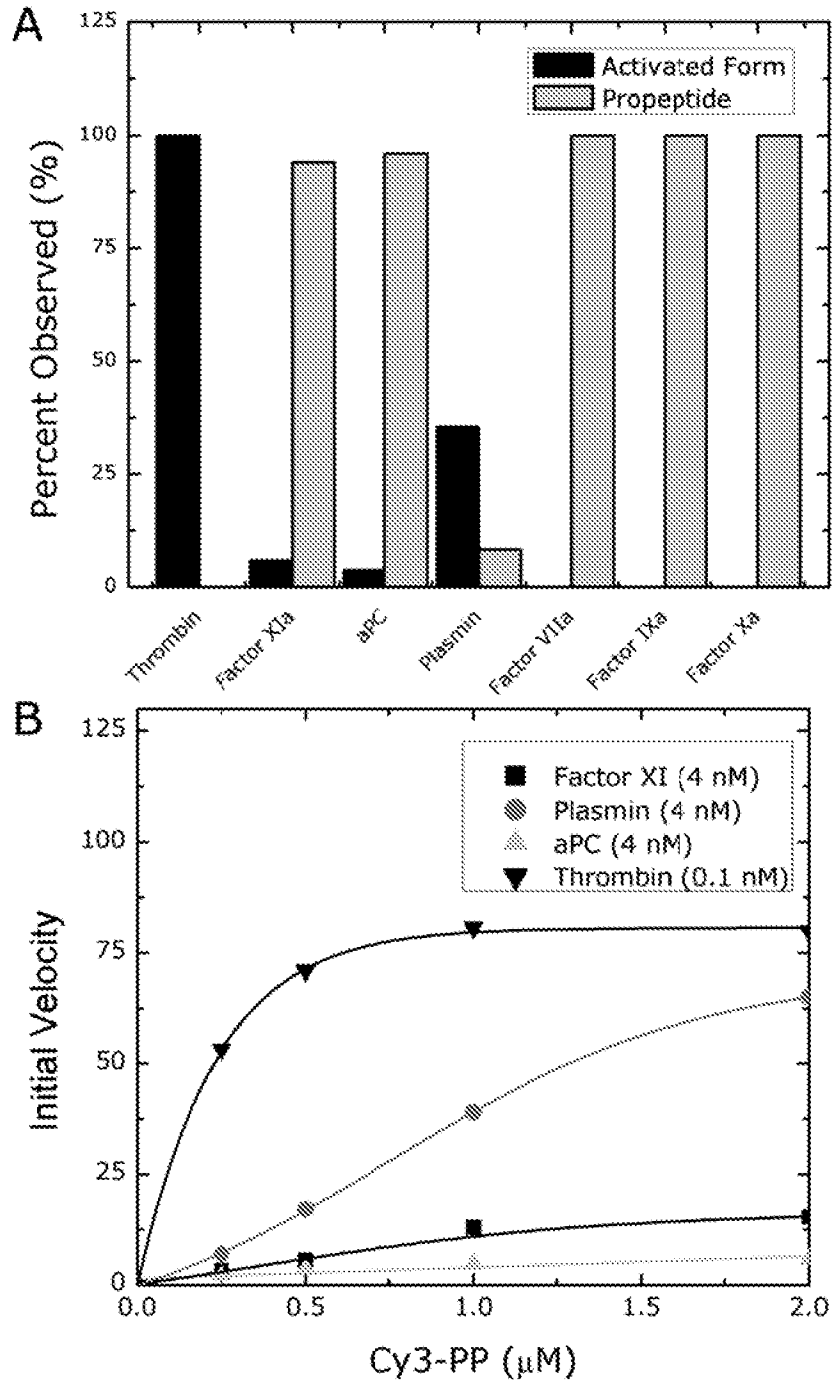 A
125
100
75
50
25
0
Percent Observed (%)
Activated Form
Propeptide
Thrombin
Factor XIa
aPC
Plasmin
Factor VIIa
Factor IXa
Factor Xa
B
125
100
75
50
25
0
Initial Velocity
Factor XI (4 nM)
Plasmin (4 nM)
aPC (4 nM)
Thrombin (0.1 nM)
0.0 0.5 1.0 1.5 2.0
Cy3-PP (μM)